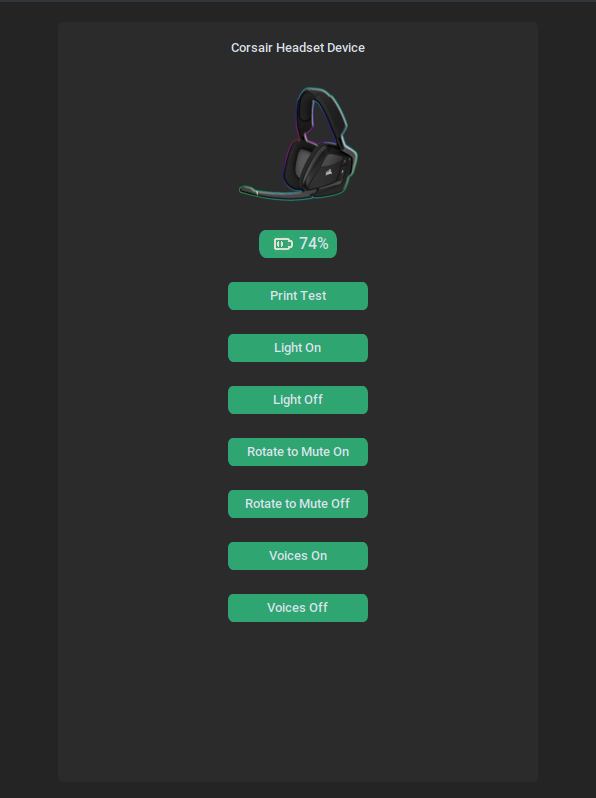 Corsair Headset Device
74%
Print Test
Light On
Light Off
Rotate to Mute On
Rotate to Mute Off
Voices On
Voices Off